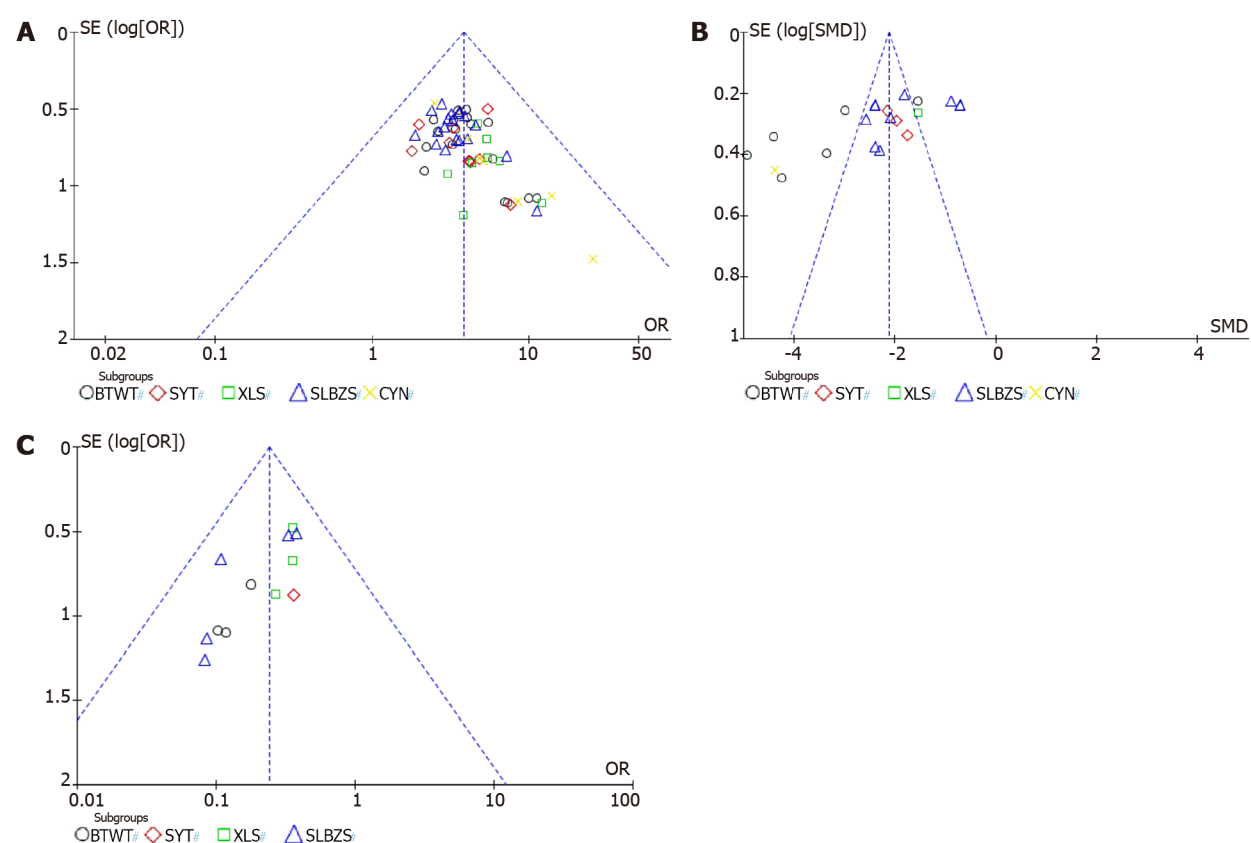 A
SE (log[OR])
0
0.5
1
1.5
2
0.02
0.1
1
10
50
OR
Subgroups
BTWT# SYT# XLS# SLBZS# CYN#
B
SE (log[SMD])
0
0.2
0.4
0.6
0.8
1
-4
-2
0
2
4
SMD
Subgroups
BTWT# SYT# XLS# SLBZS# CYN#
C
SE (log[OR])
0
0.5
1
1.5
2
0.01
0.1
1
10
100
OR
Subgroups
BTWT# SYT# XLS# SLBZS#